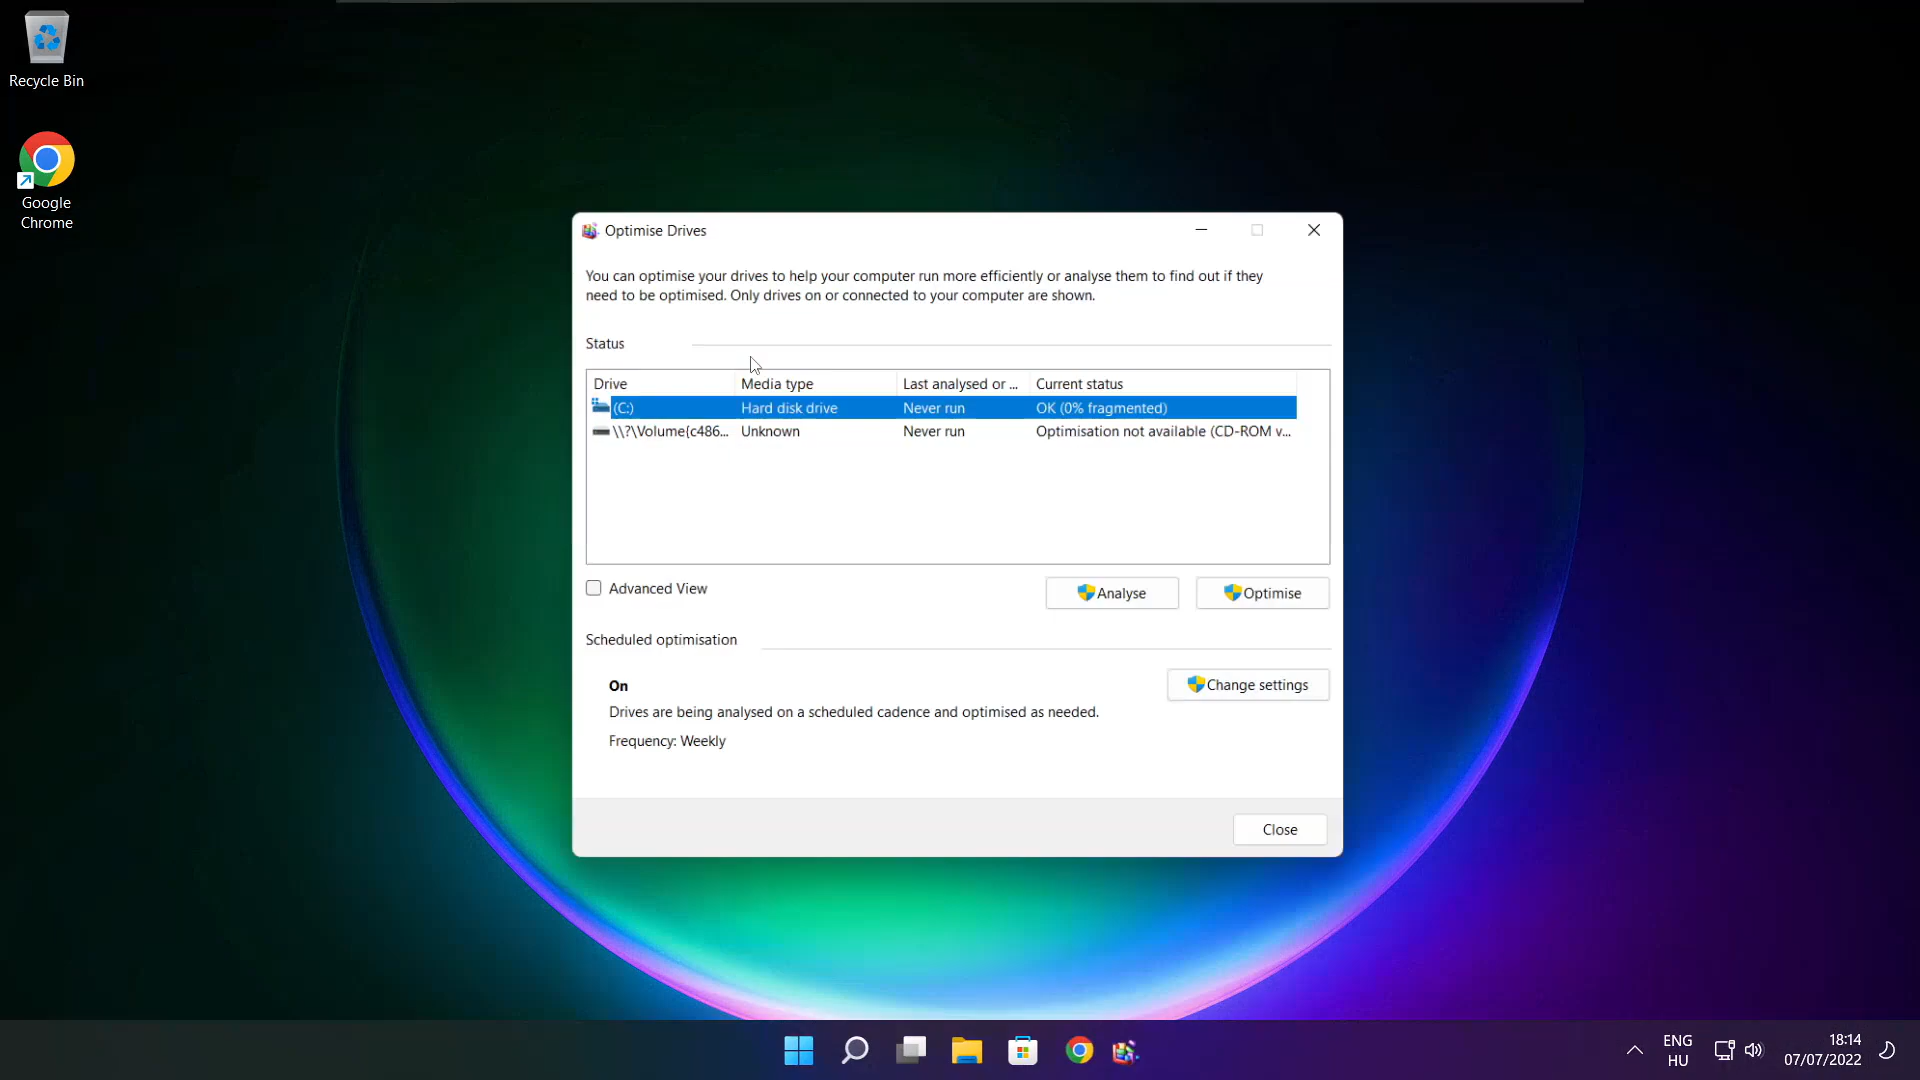 Recycle Bin
Google
Chrome
Optimise Drives
You can optimise your drives to help your computer run more efficiently or analyse them to find out if they
need to be optimised. Only drives on or connected to your computer are shown.
Status
Drive Media type Last analysed or ... Current status
(C:) Hard disk drive Never run OK (0% fragmented)
\\?\Volume{c486... Unknown Never run Optimisation not available (CD-ROM v...
Advanced View
Analyse
Optimise
Scheduled optimisation
On
Change settings
Drives are being analysed on a scheduled cadence and optimised as needed.
Frequency: Weekly
Close
ENG
HU
18:14
07/07/2022